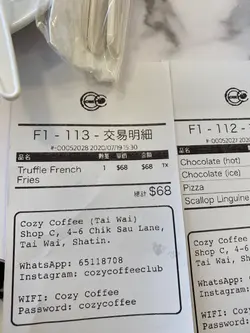 F1 - 113 - 交易明細
#-00052028 2020/07/19 15:30
品名 數量 單價 金額
Truffle French Fries 1 $68 $68 TX
總計 $68
Cozy Coffee (Tai Wai)
Shop C, 4-6 Chik Sau Lane,
Tai Wai, Shatin.
WhatsApp: 65118708
Instagram: cozycoffeeclub
WIFI: Cozy Coffee
Password: cozycoffee
F1 - 112 -
#-00052027 2020
品名
Chocolate (hot)
Chocolate (ice)
Pizza
Scallop Linguine
Cozy Coffee
Shop C, 4-6
Tai Wai, Sh
WhatsApp: 6
Instagram:
WIFI: Cozy
Password: c